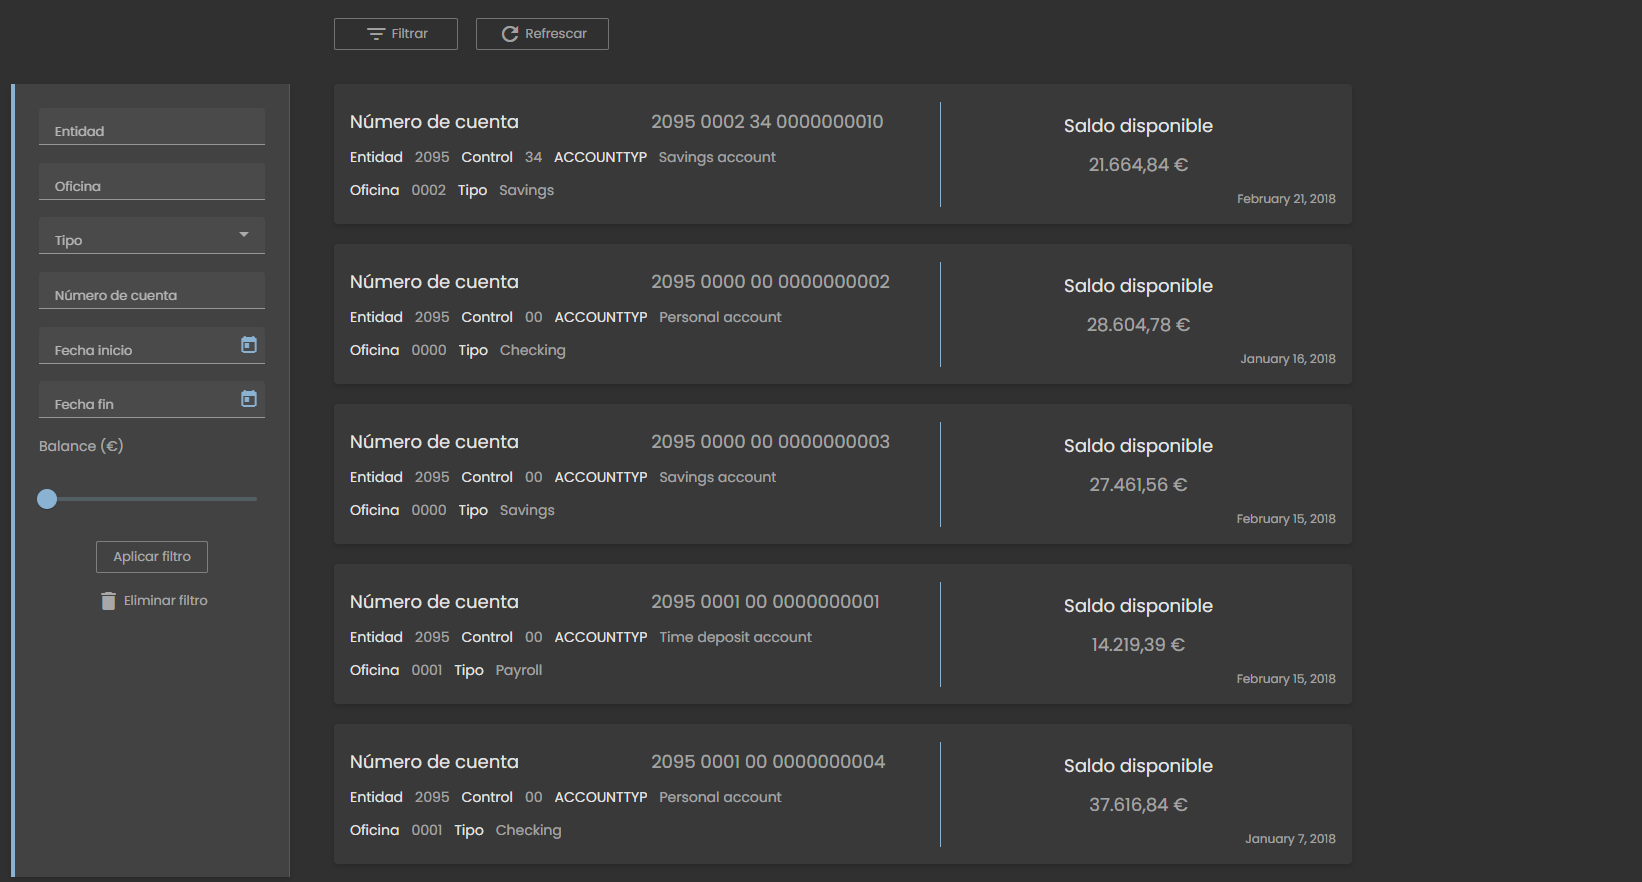 Filtrar
Refrescar
Entidad
Oficina
Tipo
Número de cuenta
Fecha inicio
Fecha fin
Balance (€)
Aplicar filtro
Eliminar filtro
Número de cuenta 2095 0002 34 0000000010
Entidad 2095 Control 34 ACCOUNTTYP Savings account
Oficina 0002 Tipo Savings
Saldo disponible
21.664,84 €
February 21, 2018
Número de cuenta 2095 0000 00 0000000002
Entidad 2095 Control 00 ACCOUNTTYP Personal account
Oficina 0000 Tipo Checking
Saldo disponible
28.604,78 €
January 16, 2018
Número de cuenta 2095 0000 00 0000000003
Entidad 2095 Control 00 ACCOUNTTYP Savings account
Oficina 0000 Tipo Savings
Saldo disponible
27.461,56 €
February 15, 2018
Número de cuenta 2095 0001 00 0000000001
Entidad 2095 Control 00 ACCOUNTTYP Time deposit account
Oficina 0001 Tipo Payroll
Saldo disponible
14.219,39 €
February 15, 2018
Número de cuenta 2095 0001 00 0000000004
Entidad 2095 Control 00 ACCOUNTTYP Personal account
Oficina 0001 Tipo Checking
Saldo disponible
37.616,84 €
January 7, 2018